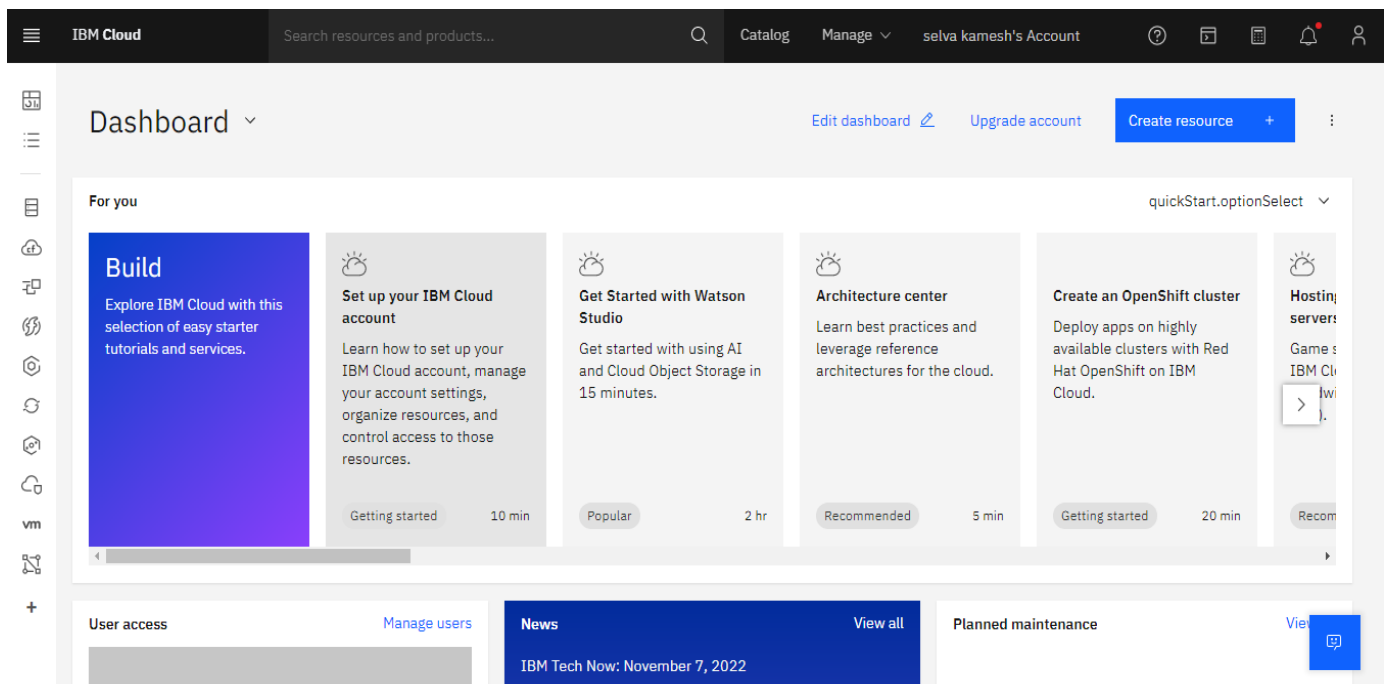 IBM Cloud
Search resources and products...
Catalog
Manage
selva kamesh's Account
Dashboard
Edit dashboard
Upgrade account
Create resource +
For you
quickStart.optionSelect
Build
Explore IBM Cloud with this
selection of easy starter
tutorials and services.
Set up your IBM Cloud
account
Learn how to set up your
IBM Cloud account, manage
your account settings,
organize resources, and
control access to those
resources.
Getting started
10 min
Get Started with Watson
Studio
Get started with using AI
and Cloud Object Storage in
15 minutes.
Popular
2 hr
Architecture center
Learn best practices and
leverage reference
architectures for the cloud.
Recommended
5 min
Create an OpenShift cluster
Deploy apps on highly
available clusters with Red
Hat OpenShift on IBM
Cloud.
Getting started
20 min
Hosting
servers
Game
IBM
vm
User access
Manage users
News
View all
IBM Tech Now: November 7, 2022
Planned maintenance